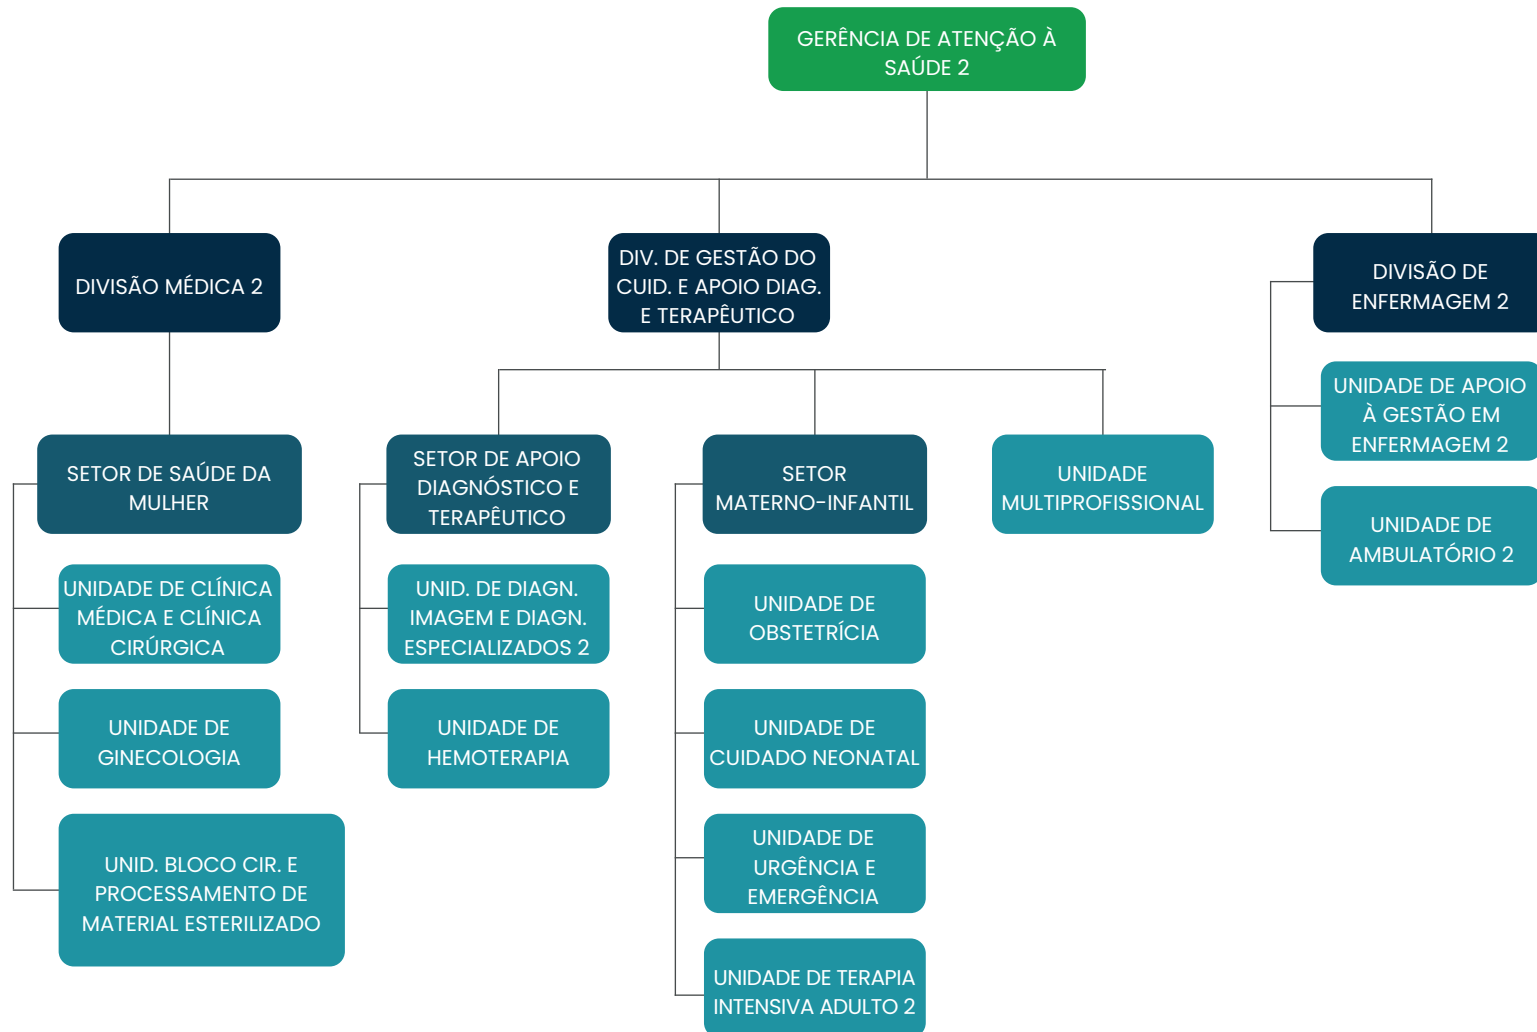 GERÊNCIA DE ATENÇÃO À
SAÚDE 2
DIVISÃO MÉDICA 2
DIV. DE GESTÃO DO
CUID. E APOIO DIAG.
E TERAPÊUTICO
DIVISÃO DE
ENFERMAGEM 2
UNIDADE DE APOIO
À GESTÃO EM
ENFERMAGEM 2
UNIDADE DE
AMBULATÓRIO 2
SETOR DE SAÚDE DA
MULHER
SETOR DE APOIO
DIAGNÓSTICO E
TERAPÊUTICO
SETOR
MATERNO-INFANTIL
UNIDADE
MULTIPROFISSIONAL
UNIDADE DE CLÍNICA
MÉDICA E CLÍNICA
CIRÚRGICA
UNIDADE DE
GINECOLOGIA
UNID. BLOCO CIR. E
PROCESSAMENTO DE
MATERIAL ESTERILIZADO
UNID. DE DIAGN.
IMAGEM E DIAGN.
ESPECIALIZADOS 2
UNIDADE DE
HEMOTERAPIA
UNIDADE DE
OBSTETRÍCIA
UNIDADE DE
CUIDADO NEONATAL
UNIDADE DE
URGÊNCIA E
EMERGÊNCIA
UNIDADE DE TERAPIA
INTENSIVA ADULTO 2